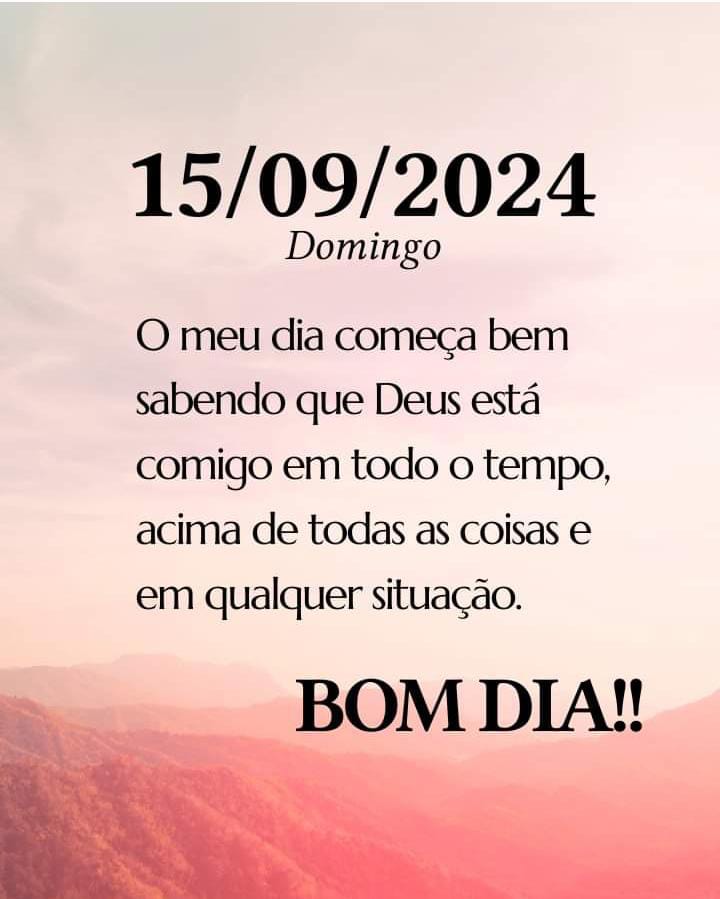 15/09/2024
Domingo
O meu dia começa bem
sabendo que Deus está
comigo em todo o tempo,
acima de todas as coisas e
em qualquer situação.
BOM DIA!!